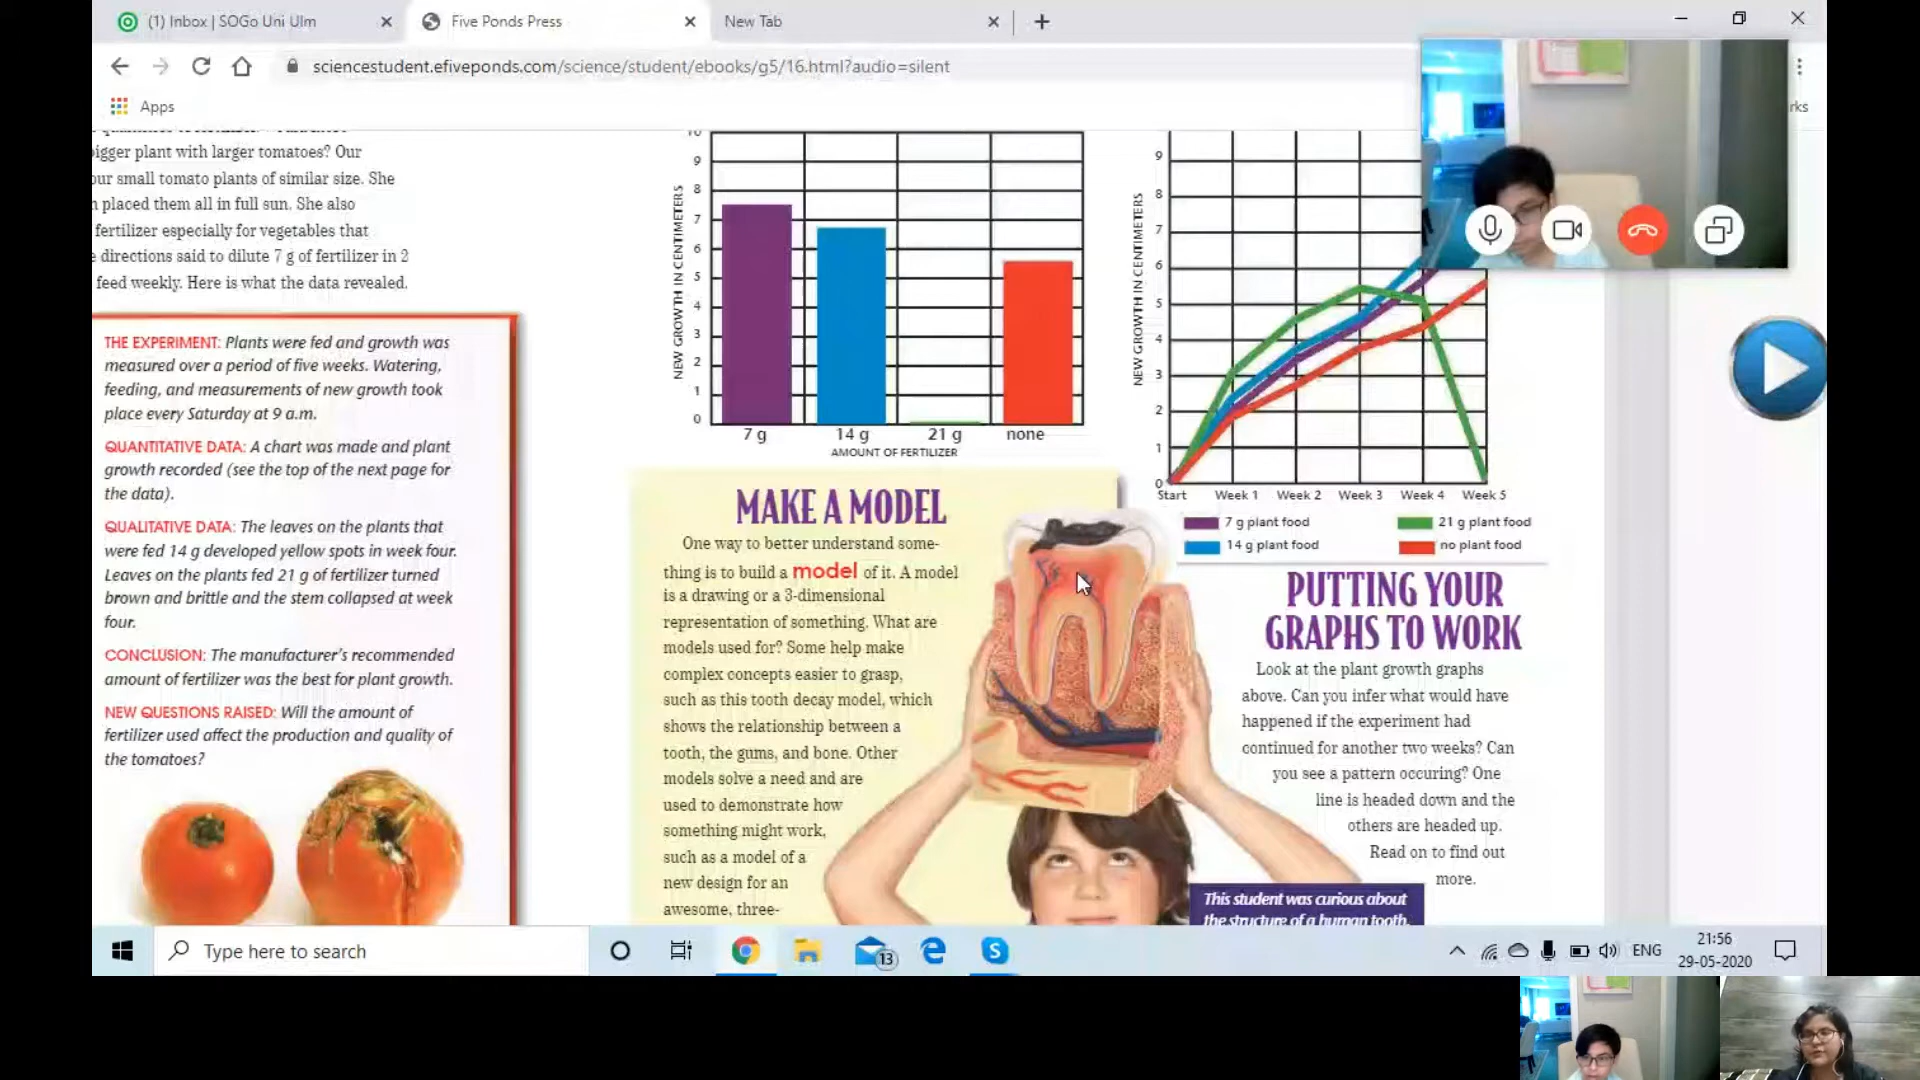 (1) Inbox | SOGo Uni Ulm
Five Ponds Press
New Tab
sciencestudent.efiveponds.com/science/student/ebooks/g5/16.html?audio=silent
Apps
rks
bigger plant with larger tomatoes? Our
our small tomato plants of similar size. She
placed them all in full sun. She also
fertilizer especially for vegetables that
directions said to dilute 7 g of fertilizer in 2
feed weekly. Here is what the data revealed.
THE EXPERIMENT: Plants were fed and growth was
measured over a period of five weeks. Watering,
feeding, and measurements of new growth took
place every Saturday at 9 a.m.
QUANTITATIVE DATA: A chart was made and plant
growth recorded (see the top of the next page for
the data).
QUALITATIVE DATA: The leaves on the plants that
were fed 14 g developed yellow spots in week four.
Leaves on the plants fed 21 g of fertilizer turned
brown and brittle and the stem collapsed at week
four.
CONCLUSION: The manufacturer's recommended
amount of fertilizer was the best for plant growth.
NEW QUESTIONS RAISED: Will the amount of
fertilizer used affect the production and quality of
the tomatoes?
NEW GROWTH IN CENTIMETERS
10
9
8
7
6
5
4
3
2
1
0
7 g 14 g 21 g none
AMOUNT OF FERTILIZER
NEW GROWTH IN CENTIMETERS
9
8
7
6
5
4
3
2
1
0
Start Week 1 Week 2 Week 3 Week 4 Week 5
7 g plant food 21 g plant food
14 g plant food no plant food
MAKE A MODEL
One way to better understand some-
thing is to build a model of it. A model
is a drawing or a 3-dimensional
representation of something. What are
models used for? Some help make
complex concepts easier to grasp,
such as this tooth decay model, which
shows the relationship between a
tooth, the gums, and bone. Other
models solve a need and are
used to demonstrate how
something might work,
such as a model of a
new design for an
awesome, three-
PUTTING YOUR
GRAPHS TO WORK
Look at the plant growth graphs
above. Can you infer what would have
happened if the experiment had
continued for another two weeks? Can
you see a pattern occuring? One
line is headed down and the
others are headed up.
Read on to find out
more.
This student was curious about
the structure of a human tooth.
Type here to search
13
ENG
21:56
29-05-2020